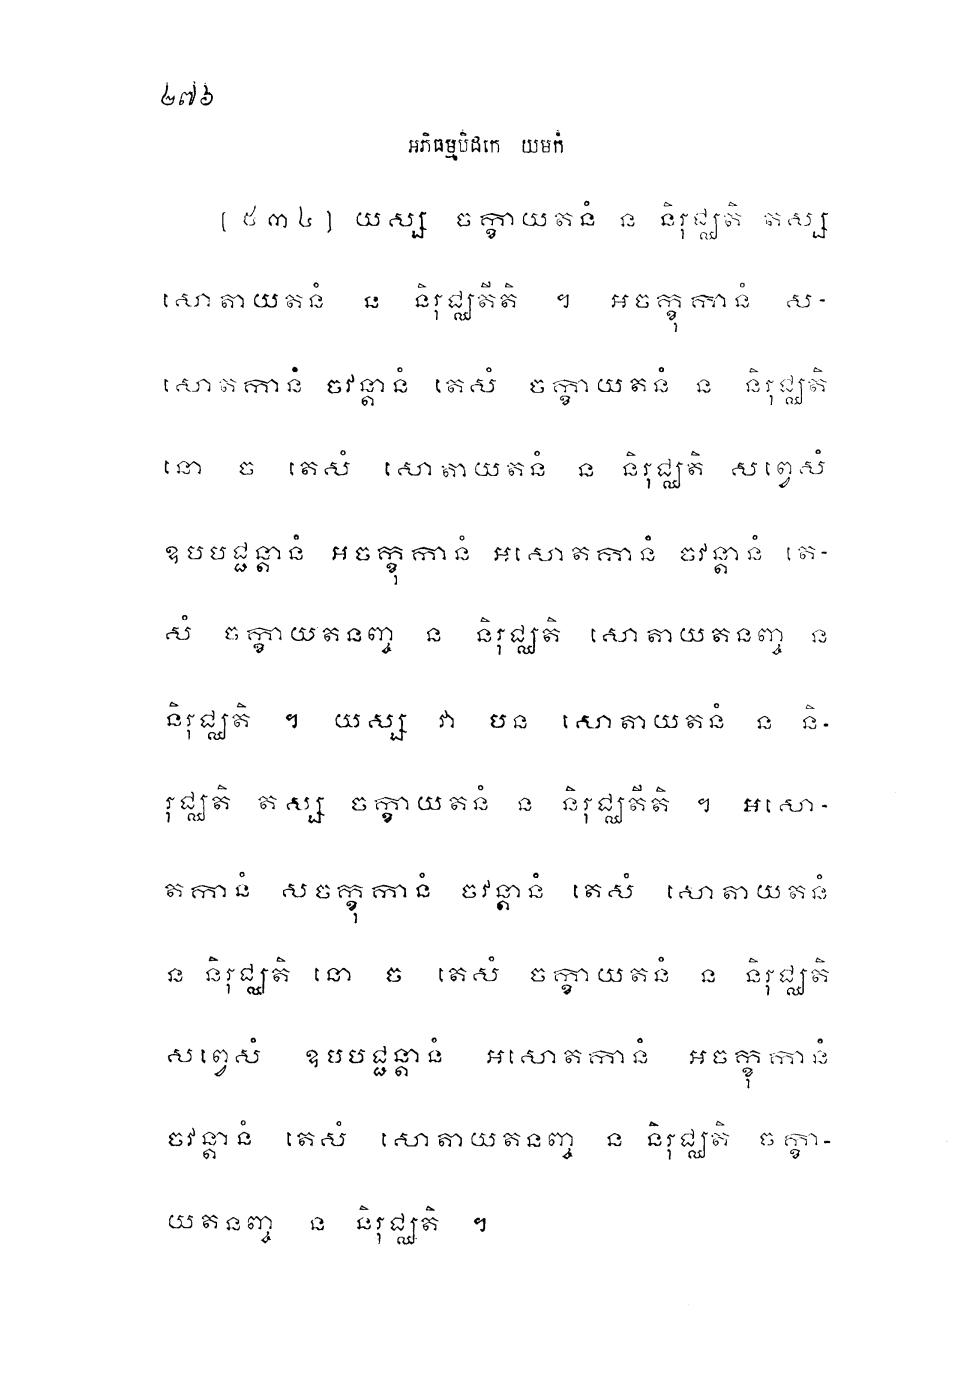 ២៧៦
អភិធម្មបិដកេ យមកំ
[៥៣៤] យស្ស ចក្ខាយតនំ ន និរុជ្ឈតិ តស្ស
សោតាយតនំ ន និរុជ្ឈតីតិ ។ អចក្ខុកានំ ស-
សោតកានំ ចវន្តានំ តេសំ ចក្ខាយតនំ ន និរុជ្ឈតិ
នោ ច តេសំ សោតាយតនំ ន និរុជ្ឈតិ សព្វេសំ
ឧបបជ្ជន្តានំ អចក្ខុកានំ អសោតកានំ ចវន្តានំ តេ-
សំ ចក្ខាយតនញ្ច ន និរុជ្ឈតិ សោតាយតនញ្ច ន
និរុជ្ឈតិ ។ យស្ស វា បន សោតាយតនំ ន និ-
រុជ្ឈតិ តស្ស ចក្ខាយតនំ ន និរុជ្ឈតីតិ ។ អសោ-
តកានំ សចក្ខុកានំ ចវន្តានំ តេសំ សោតាយតនំ
ន និរុជ្ឈតិ នោ ច តេសំ ចក្ខាយតនំ ន និរុជ្ឈតិ
សព្វេសំ ឧបបជ្ជន្តានំ អសោតកានំ អចក្ខុកានំ
ចវន្តានំ តេសំ សោតាយតនញ្ច ន និរុជ្ឈតិ ចក្ខា-
យតនញ្ច ន និរុជ្ឈតិ ។